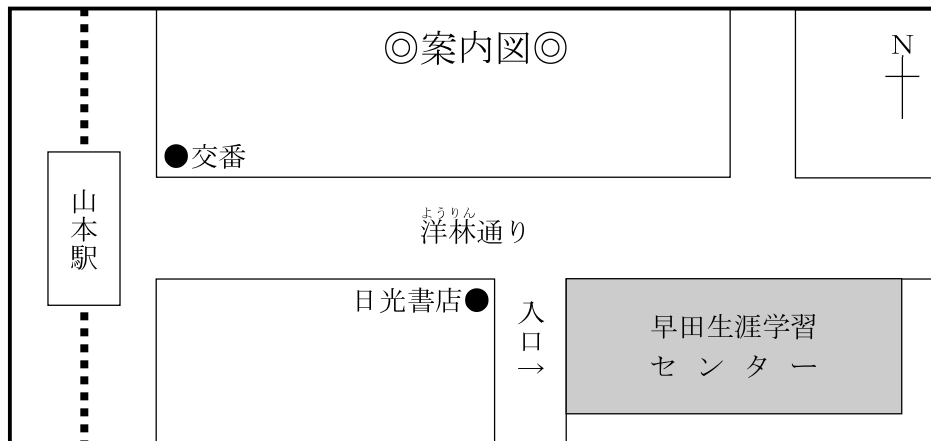 ◎案内図◎
N
交番
山本駅
ようりん
洋林通り
日光書店
入口→
早田生涯学習
センター